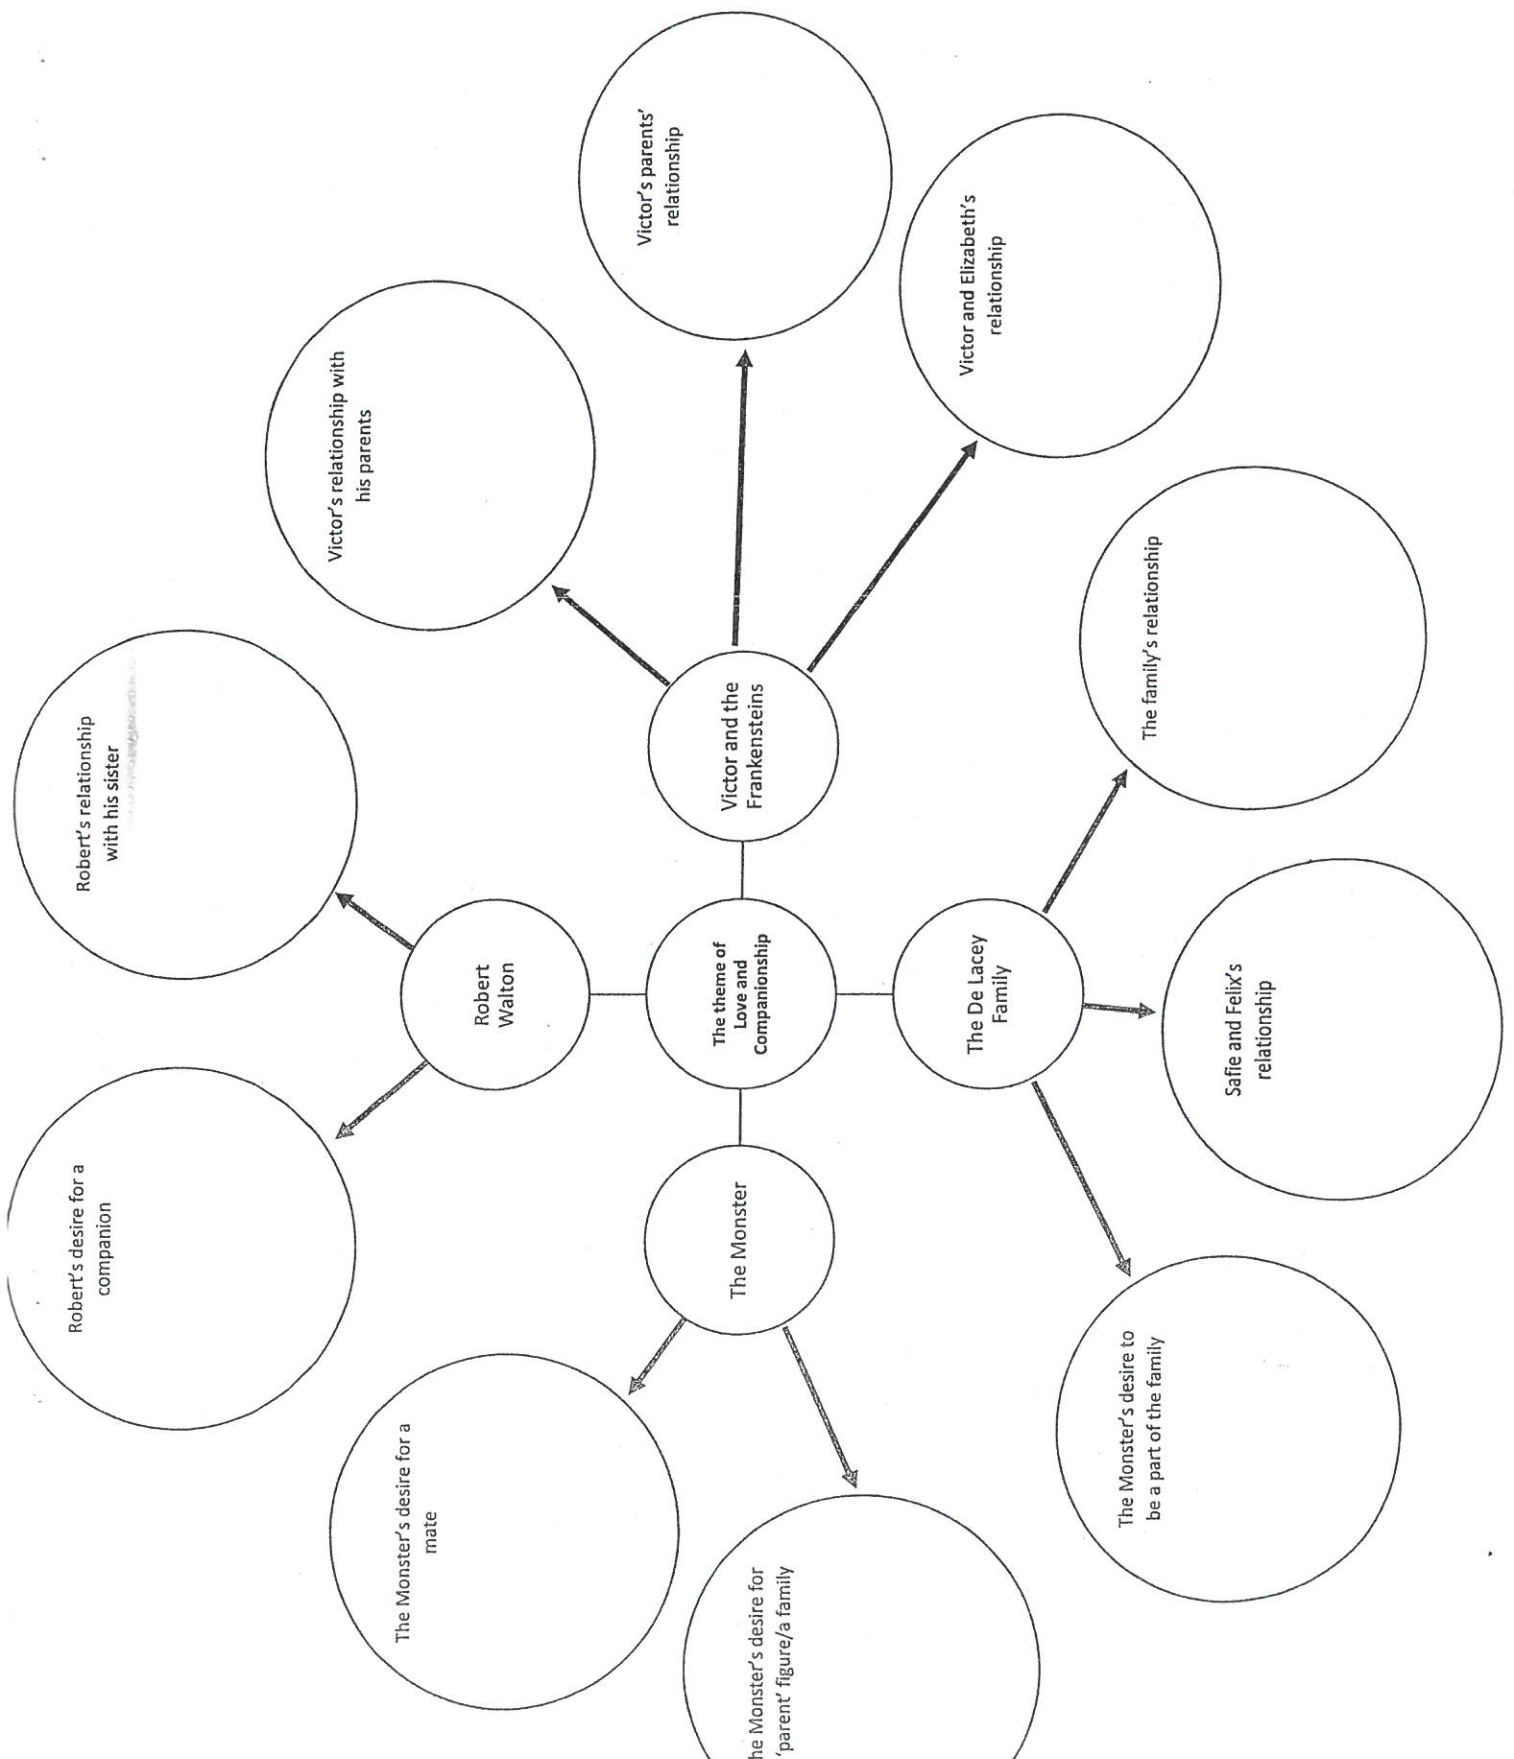 The theme of
Love and
Companionship
Robert
Walton
Robert's desire for a
companion
Robert's relationship
with his sister
Victor and the
Frankensteins
Victor's relationship with
his parents
Victor's parents'
relationship
Victor and Elizabeth's
relationship
The De Lacey
Family
The family's relationship
Safie and Felix's
relationship
The Monster's desire to
be a part of the family
The Monster
The Monster's desire for a
mate
Monster's desire for
'parent' figure/a family